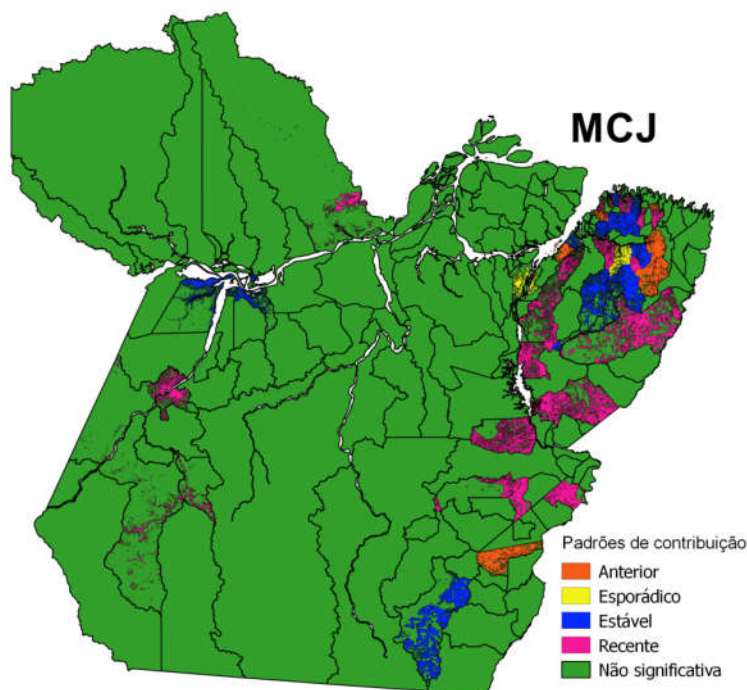 MCJ
Padrões de contribuição
Anterior
Esporádico
Estável
Recente
Não significativa